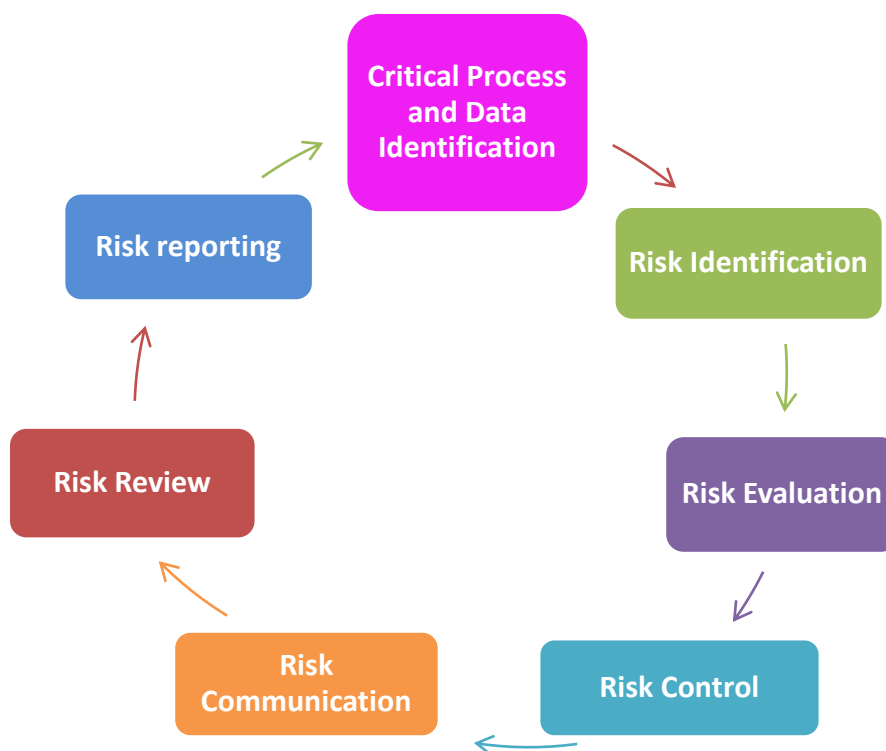 Critical Process
and Data
Identification
Risk Identification
Risk Evaluation
Risk Control
Risk
Communication
Risk Review
Risk reporting